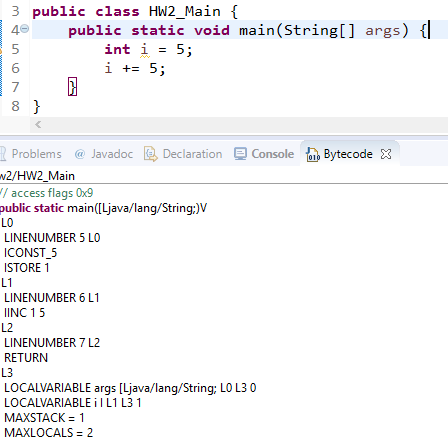 3 public class HW2_Main {
4 public static void main(String[] args) {
5 int i = 5;
6 i += 5;
7 }
8 }
Problems @ Javadoc Declaration Console Bytecode
w2/HW2_Main
// access flags 0x9
public static main([Ljava/lang/String;)V
L0
LINENUMBER 5 L0
ICONST_5
ISTORE 1
L1
LINENUMBER 6 L1
IINC 1 5
L2
LINENUMBER 7 L2
RETURN
L3
LOCALVARIABLE args [Ljava/lang/String; L0 L3 0
LOCALVARIABLE i I L1 L3 1
MAXSTACK = 1
MAXLOCALS = 2